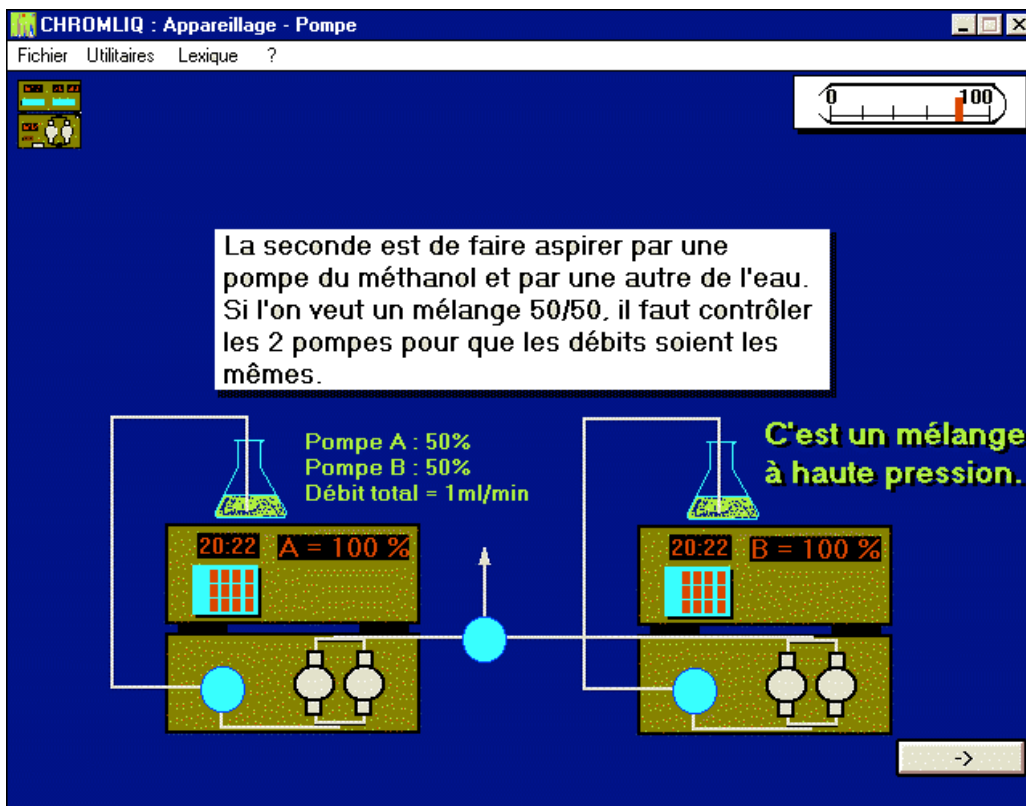 CHROMLIQ : Appareillage - Pompe
Fichier Utilitaires Lexique ?
0 100
La seconde est de faire aspirer par une
pompe du méthanol et par une autre de l'eau.
Si l'on veut un mélange 50/50, il faut contrôler
les 2 pompes pour que les débits soient les
mêmes.
Pompe A : 50%
Pompe B : 50%
Débit total = 1ml/min
C'est un mélange
à haute pression.
20:22 A = 100 %
20:22 B = 100 %
->